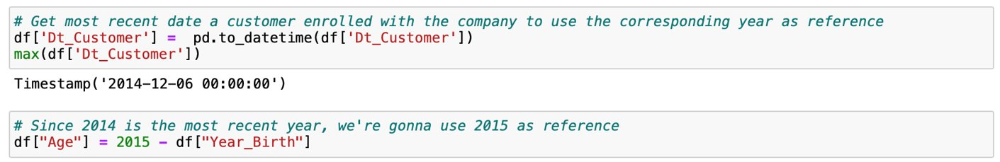 # Get most recent date a customer enrolled with the company to use the corresponding year as reference
df['Dt_Customer'] =  pd.to_datetime(df['Dt_Customer'])
max(df['Dt_Customer'])
Timestamp('2014-12-06 00:00:00')
# Since 2014 is the most recent year, we're gonna use 2015 as reference
df["Age"] = 2015 - df["Year_Birth"]